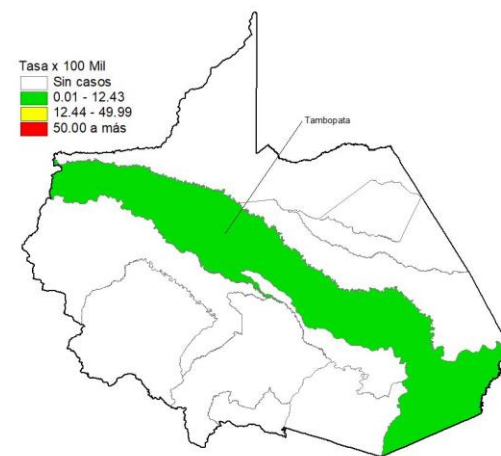 Tasa x 100 Mil
Sin casos
0.01 - 12.43
12.44 - 49.99
50.00 a más
Tambopata